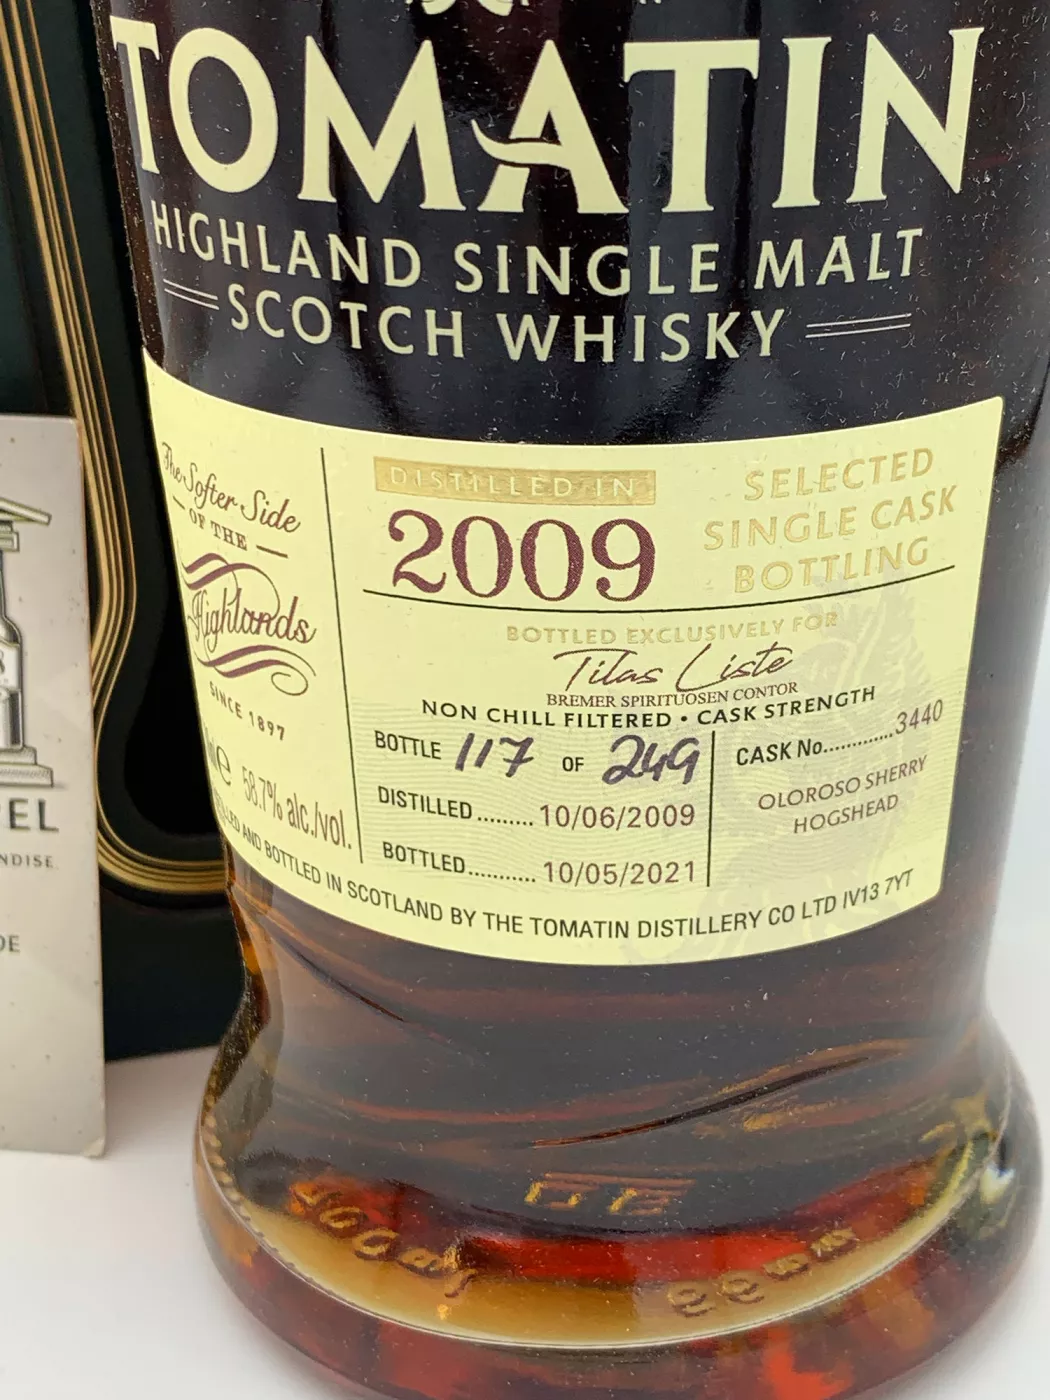 TOMATIN
HIGHLAND SINGLE MALT
SCOTCH WHISKY
The Softer Side
OF THE
Highlands
SINCE 1897
58.7% alc./vol.
DISTILLED IN
2009
SELECTED
SINGLE CASK
BOTTLING
BOTTLED EXCLUSIVELY FOR
Tilas Liste
BREMER SPIRITUOSEN CONTOR
NON CHILL FILTERED • CASK STRENGTH
BOTTLE 117 OF 249
DISTILLED ......... 10/06/2009
BOTTLED........... 10/05/2021
CASK No.............3440
OLOROSO SHERRY
HOGSHEAD
AND BOTTLED IN SCOTLAND BY THE TOMATIN DISTILLERY CO LTD IV13 7YT